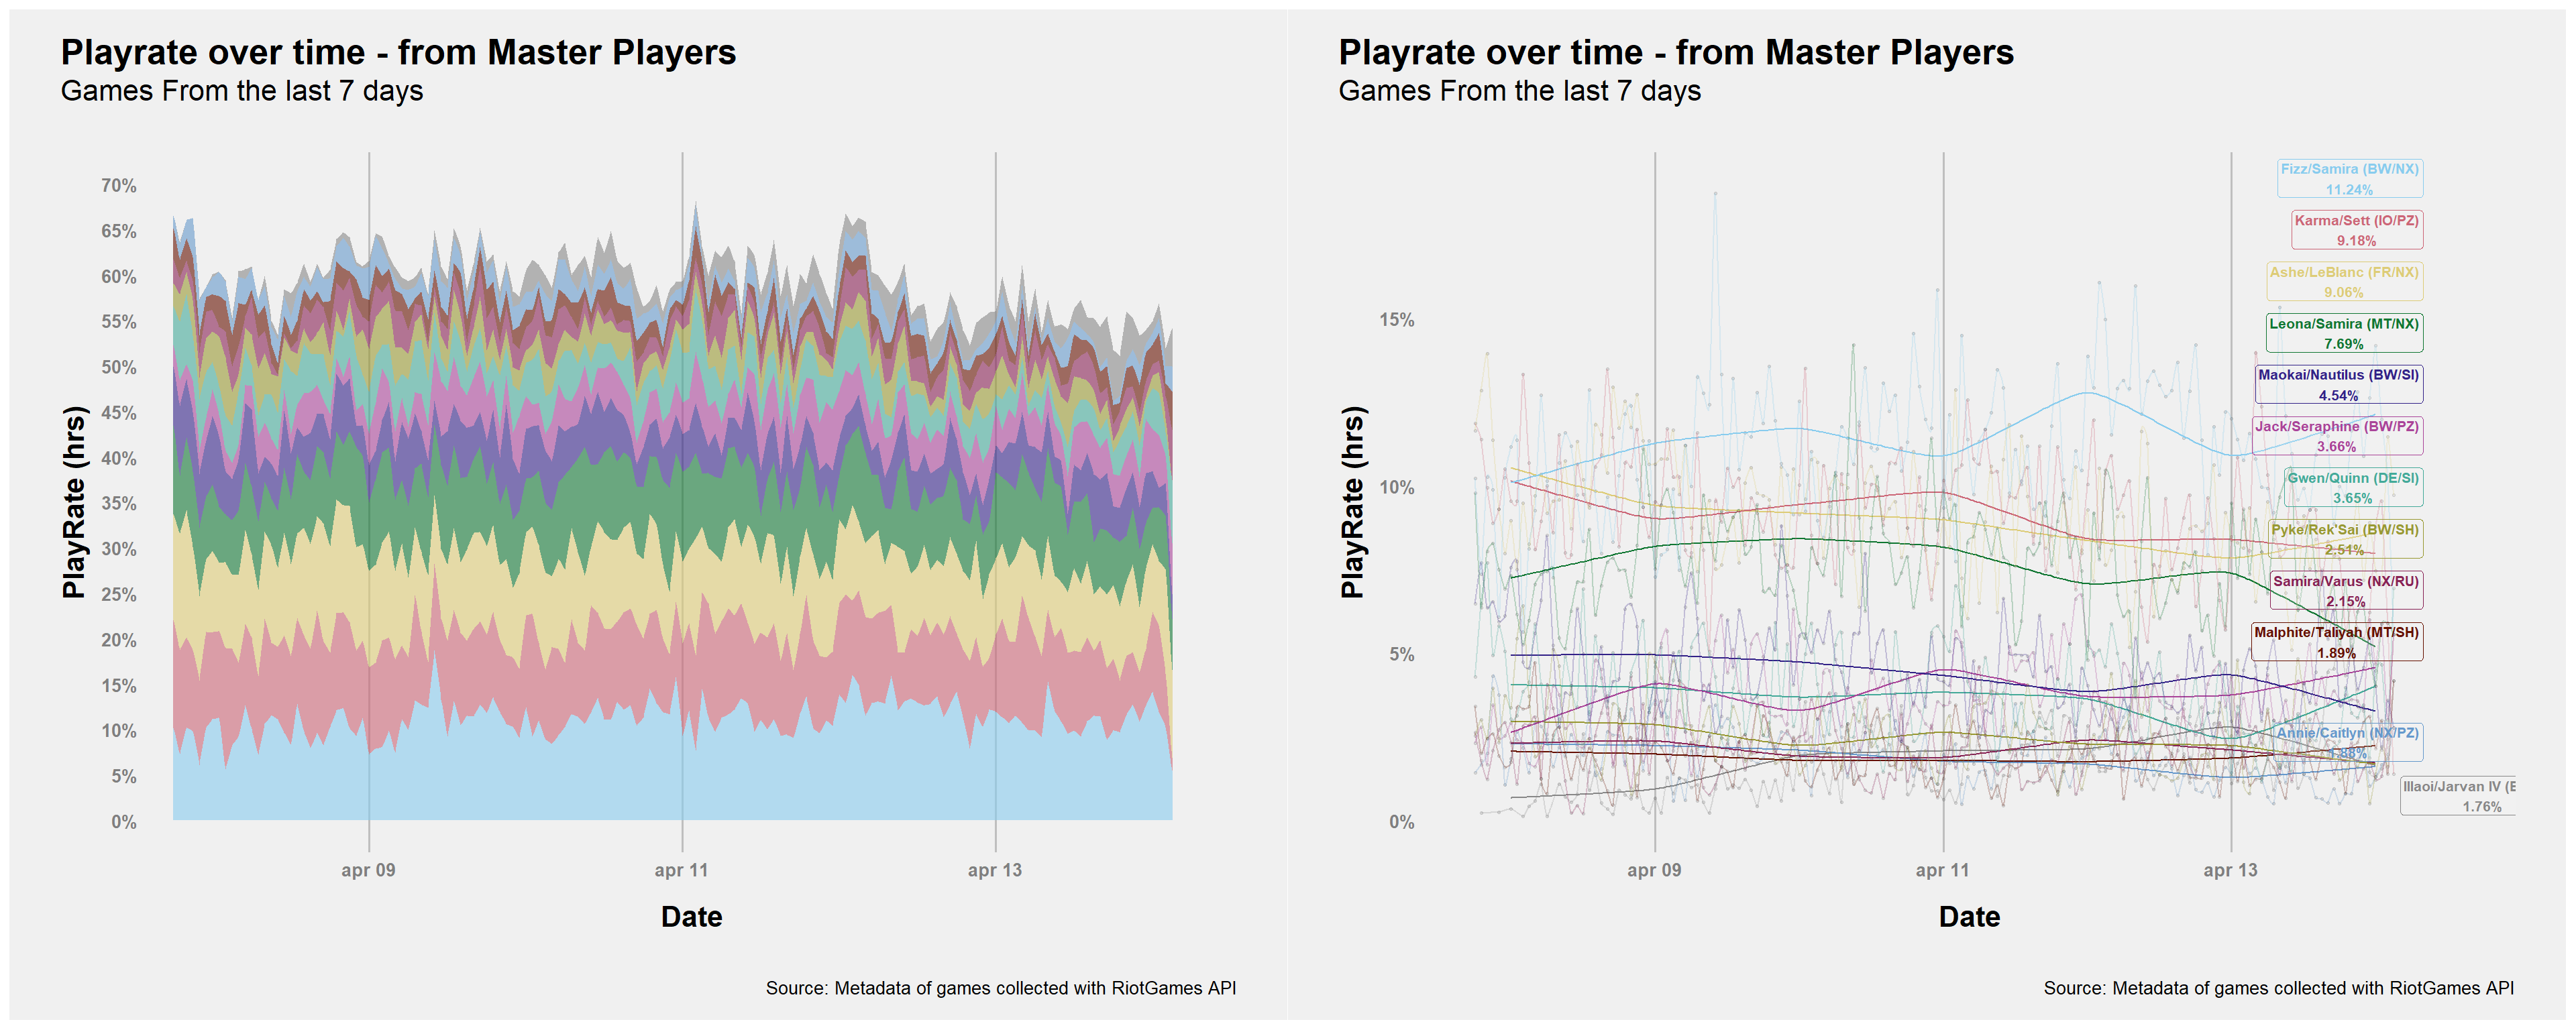 Playrate over time - from Master Players
Games From the last 7 days
70%
65%
60%
55%
50%
45%
40%
35%
30%
25%
20%
15%
10%
5%
0%
PlayRate (hrs)
apr 09
apr 11
apr 13
Date
Source: Metadata of games collected with RiotGames API
Playrate over time - from Master Players
Games From the last 7 days
15%
10%
5%
0%
PlayRate (hrs)
Fizz/Samira (BW/NX)
11.24%
Karma/Sett (IO/PZ)
9.18%
Ashe/LeBlanc (FR/NX)
9.06%
Leona/Samira (MT/NX)
7.69%
Maokai/Nautilus (BW/SI)
4.54%
Jack/Seraphine (BW/PZ)
3.66%
Gwen/Quinn (DE/SI)
3.65%
Pyke/Rek'Sai (BW/SH)
2.51%
Samira/Varus (NX/RU)
2.15%
Malphite/Taliyah (MT/SH)
1.89%
Annie/Caitlyn (NX/PZ)
1.88%
Illaoi/Jarvan IV (
1.76%
apr 09
apr 11
apr 13
Date
Source: Metadata of games collected with RiotGames API